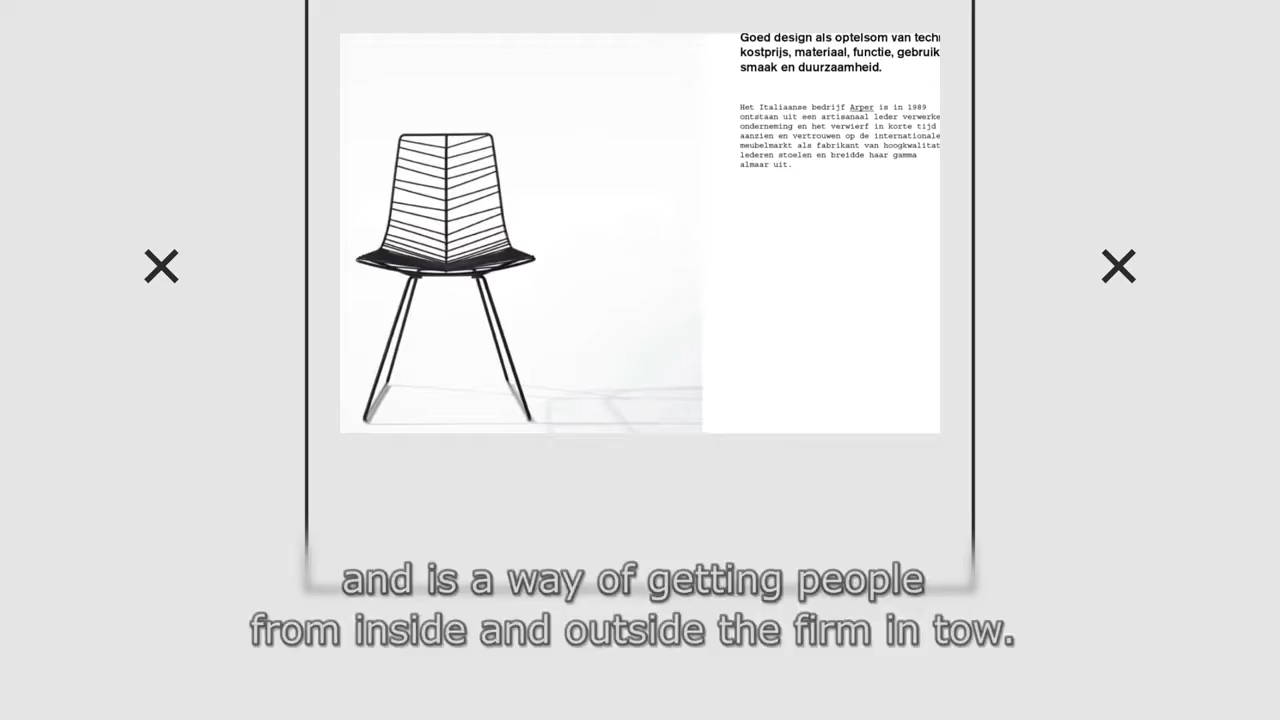 Goed design als optelsom van
kostprijs, materiaal, functie, gebruik
smaak en duurzaamheid.
Het Italiaanse bedrijf Arper is in 1989
ontstaan uit een artisanaal leder verwerke
onderneming en het verwierf in korte tijd
aanzien en vertrouwen op de internationale
meubelmarkt als fabrikant van hoogkwalitat
lederen stoelen en breidde haar gamma
almaar uit.
and is a way of getting people
from inside and outside the firm in tow.